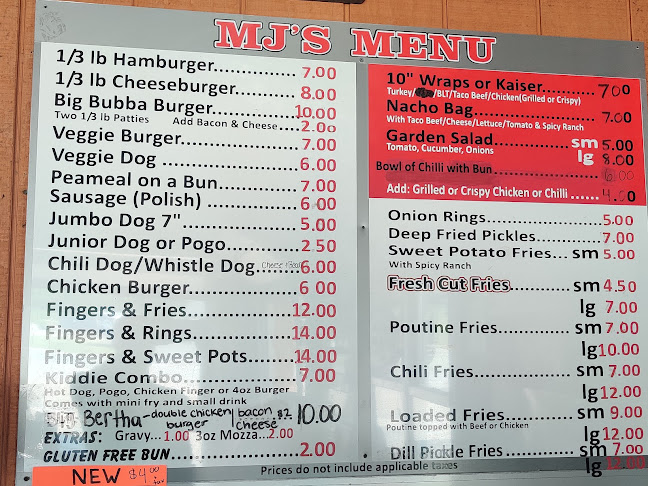 MJ'S MENU
1/3 lb Hamburger............... 7.00
1/3 lb Cheeseburger............ 8.00
Big Bubba Burger............... 10.00
Two 1/3 lb Patties Add Bacon & Cheese.... 2.00
Veggie Burger.................. 7.00
Veggie Dog ..................... 6.00
Peameal on a Bun............. 7.00
Sausage (Polish) .............. 6 00
Jumbo Dog 7"................... 5.00
Junior Dog or Pogo............ 2 50
Chili Dog/Whistle Dog........ 6.00
Chicken Burger................. 6 00
Fingers & Fries................ 12.00
Fingers & Rings................ 14.00
Fingers & Sweet Pots........ 14.00
Kiddie Combo................... 7.00
Hot Dog, Pogo, Chicken Finger or 4oz Burger
Comes with mini fry and small drink
Bertha - double chicken burger / bacon cheese $2 10.00
EXTRAS: Gravy... 1.00 3oz Mozza... 2.00
GLUTEN FREE BUN.................. 2.00
NEW $4.00
10" Wraps or Kaiser............ 7.00
Turkey/ /BLT/Taco Beef/Chicken(Grilled or Crispy)
Nacho Bag......................... 7.00
With Taco Beef/Cheese/Lettuce/Tomato & Spicy Ranch
Garden Salad................ sm 5.00
Tomato, Cucumber, Onions lg 8.00
Bowl of Chilli with Bun 6.00
Add: Grilled or Crispy Chicken or Chilli ...... 4.00
Onion Rings....................... 5.00
Deep Fried Pickles............. 7.00
Sweet Potato Fries... sm 5.00
With Spicy Ranch
Fresh Cut Fries............ sm 4.50
lg 7.00
Poutine Fries.............. sm 7.00
lg 10.00
Chili Fries.................... sm 7.00
lg 12.00
Loaded Fries............... sm 9.00
Poutine topped with Beef or Chicken
lg 12.00
Dill Pickle Fries .......... sm 7.00
lg
Prices do not include applicable taxes